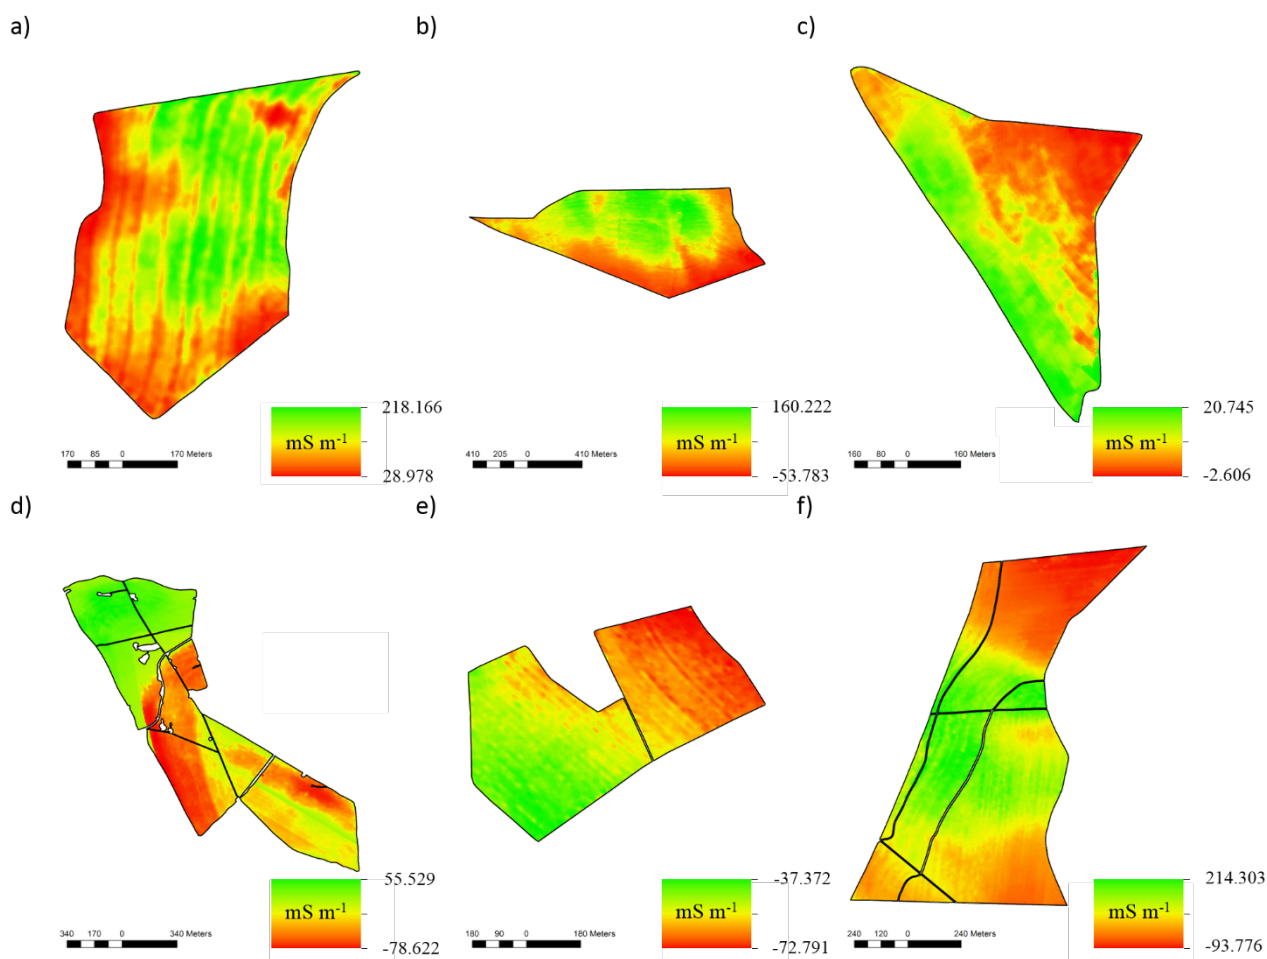 a)
b)
c)
218.166
mS m-1
28.978
170 85 0 170 Meters
160.222
mS m-1
-53.783
410 205 0 410 Meters
20.745
mS m-1
-2.606
160 80 0 160 Meters
d)
e)
f)
55.529
mS m-1
-78.622
340 170 0 340 Meters
-37.372
mS m-1
-72.791
180 90 0 180 Meters
214.303
mS m-1
-93.776
240 120 0 240 Meters